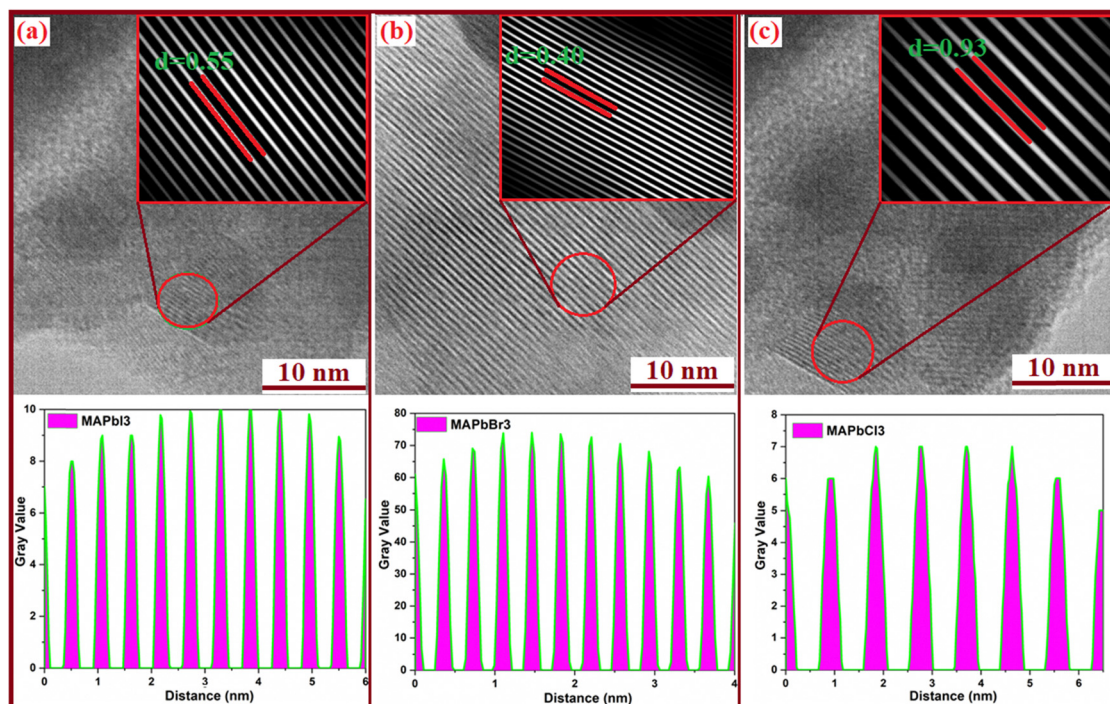 (a)
d=0.55
10 nm
(b)
d=0.40
10 nm
(c)
d=0.93
10 nm
MAPbI3
Gray Value
10
8
6
4
2
0
0 1 2 3 4 5 6
Distance (nm)
MAPbBr3
Gray Value
80
70
60
50
40
30
20
10
0
0 1 2 3 4
Distance (nm)
MAPbCl3
Gray Value
8
7
6
5
4
3
2
1
0
0 1 2 3 4 5 6
Distance (nm)